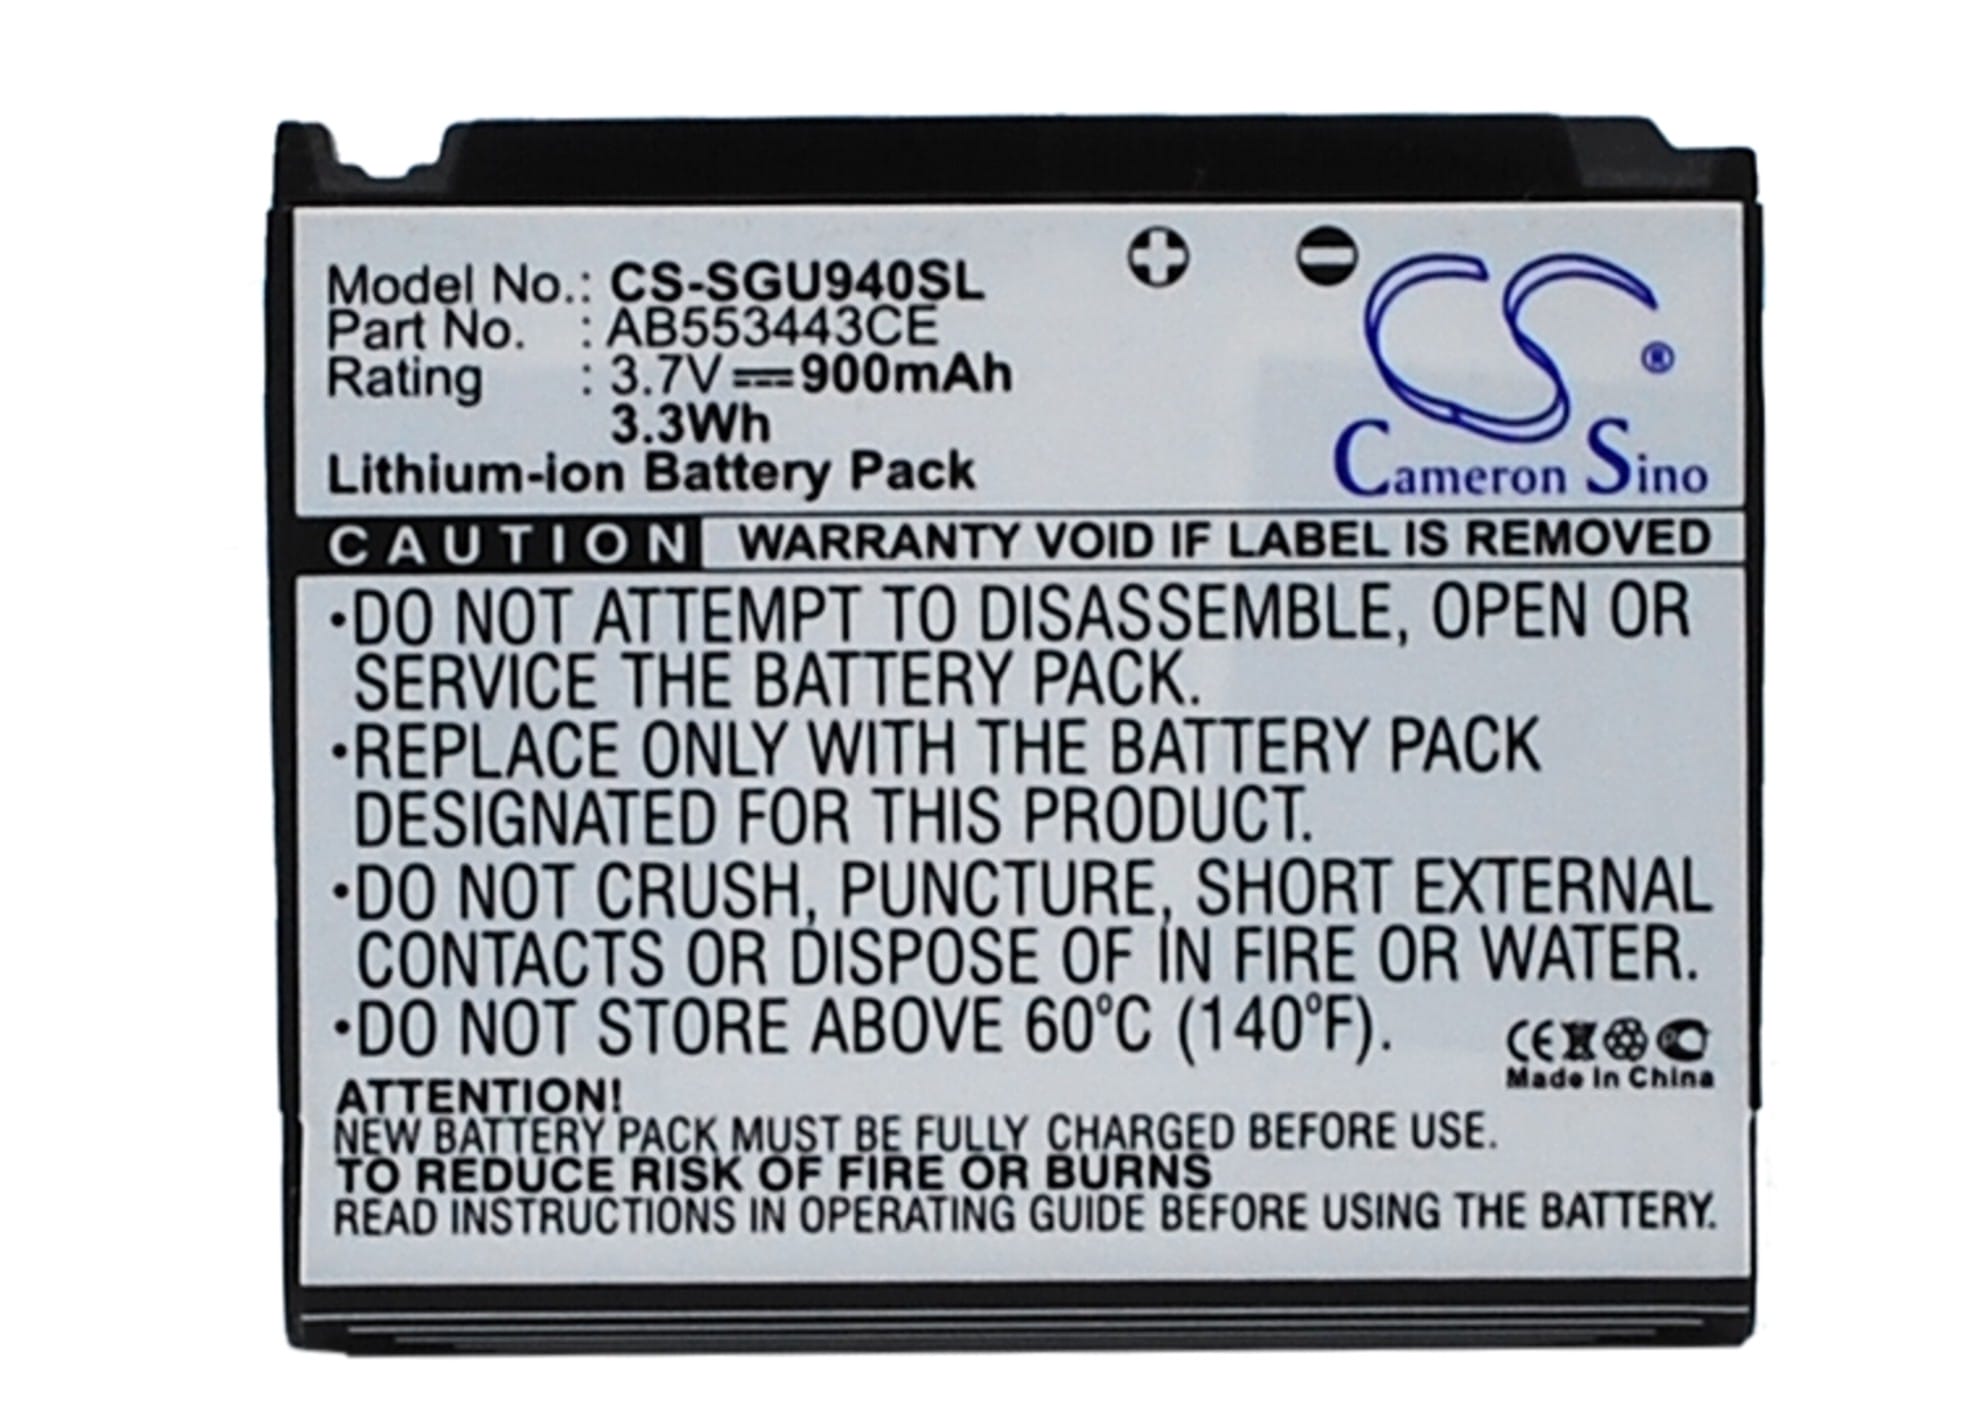 Model No.: CS-SGU940SL
Part No. : AB553443CE
Rating : 3.7V 900mAh
3.3Wh
Lithium-ion Battery Pack
CS ®
Cameron Sino
CAUTION WARRANTY VOID IF LABEL IS REMOVED
•DO NOT ATTEMPT TO DISASSEMBLE, OPEN OR
SERVICE THE BATTERY PACK.
•REPLACE ONLY WITH THE BATTERY PACK
DESIGNATED FOR THIS PRODUCT.
•DO NOT CRUSH, PUNCTURE, SHORT EXTERNAL
CONTACTS OR DISPOSE OF IN FIRE OR WATER.
•DO NOT STORE ABOVE 60°C (140°F).
CE
Made In China
ATTENTION!
NEW BATTERY PACK MUST BE FULLY CHARGED BEFORE USE.
TO REDUCE RISK OF FIRE OR BURNS
READ INSTRUCTIONS IN OPERATING GUIDE BEFORE USING THE BATTERY.